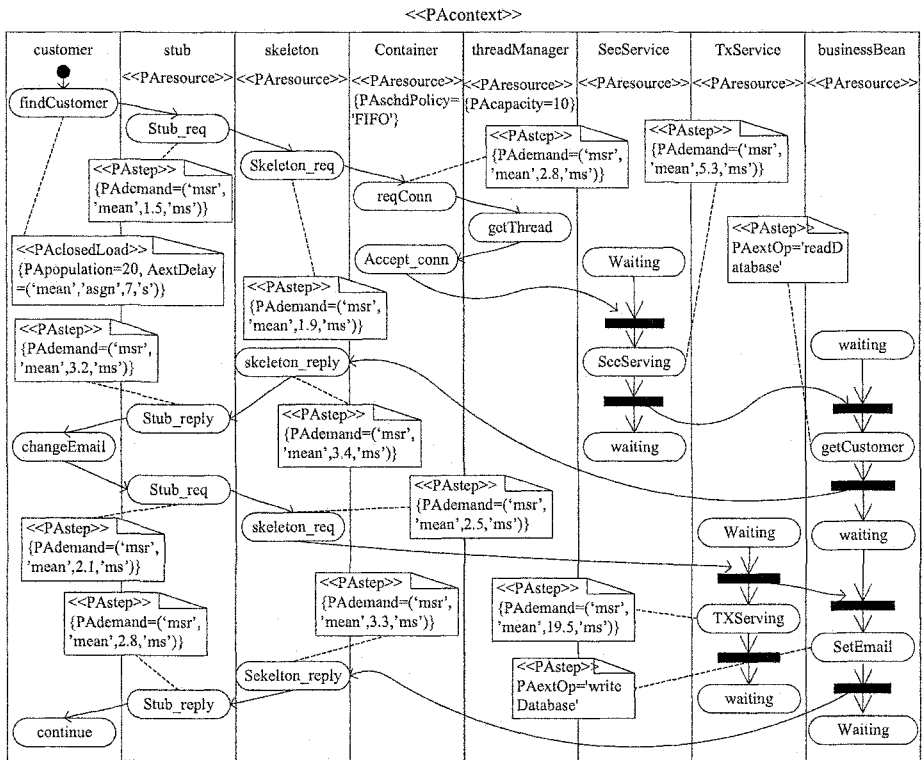 <<PAcontext>>
customer
stub
skeleton
Container
threadManager
SecService
TxService
businessBean
<<PAresource>>
<<PAresource>>
<<PAresource>>
<<PAresource>>
<<PAresource>>
<<PAresource>>
<<PAresource>>
{PAschdPolicy=
'FIFO'}
{PAcapacity=10}
findCustomer
Stub_req
Skeleton_req
<<PAstep>>
{PAdemand=('msr',
'mean',2.8,'ms')}
<<PAstep>>
{PAdemand=('msr',
'mean',5.3,'ms')}
<<PAstep>>
{PAdemand=('msr',
'mean',1.5,'ms')}
reqConn
getThread
<<PAstep>>
PAextOp='readD
atabase'
<<PAclosedLoad>>
{PApopulation=20, AextDelay
=('mean','asgn',7,'s')}
Accept_conn
Waiting
<<PAstep>>
{PAdemand=('msr',
'mean',1.9,'ms')}
<<PAstep>>
{PAdemand=('msr',
'mean',3.2,'ms')}
skeleton_reply
SecServing
waiting
Stub_reply
<<PAstep>>
{PAdemand=('msr',
'mean',3.4,'ms')}
changeEmail
waiting
getCustomer
Stub_req
<<PAstep>>
{PAdemand=('msr',
'mean',2.5,'ms')}
skeleton_req
<<PAstep>>
{PAdemand=('msr',
'mean',2.1,'ms')}
Waiting
waiting
<<PAstep>>
{PAdemand=('msr',
'mean',2.8,'ms')}
<<PAstep>>
{PAdemand=('msr',
'mean',3.3,'ms')}
<<PAstep>>
{PAdemand=('msr',
'mean',19.5,'ms')}
TXServing
SetEmail
Sekelton_reply
<<PAstep>>
PAextOp='write
Database'
Stub_reply
waiting
continue
Waiting